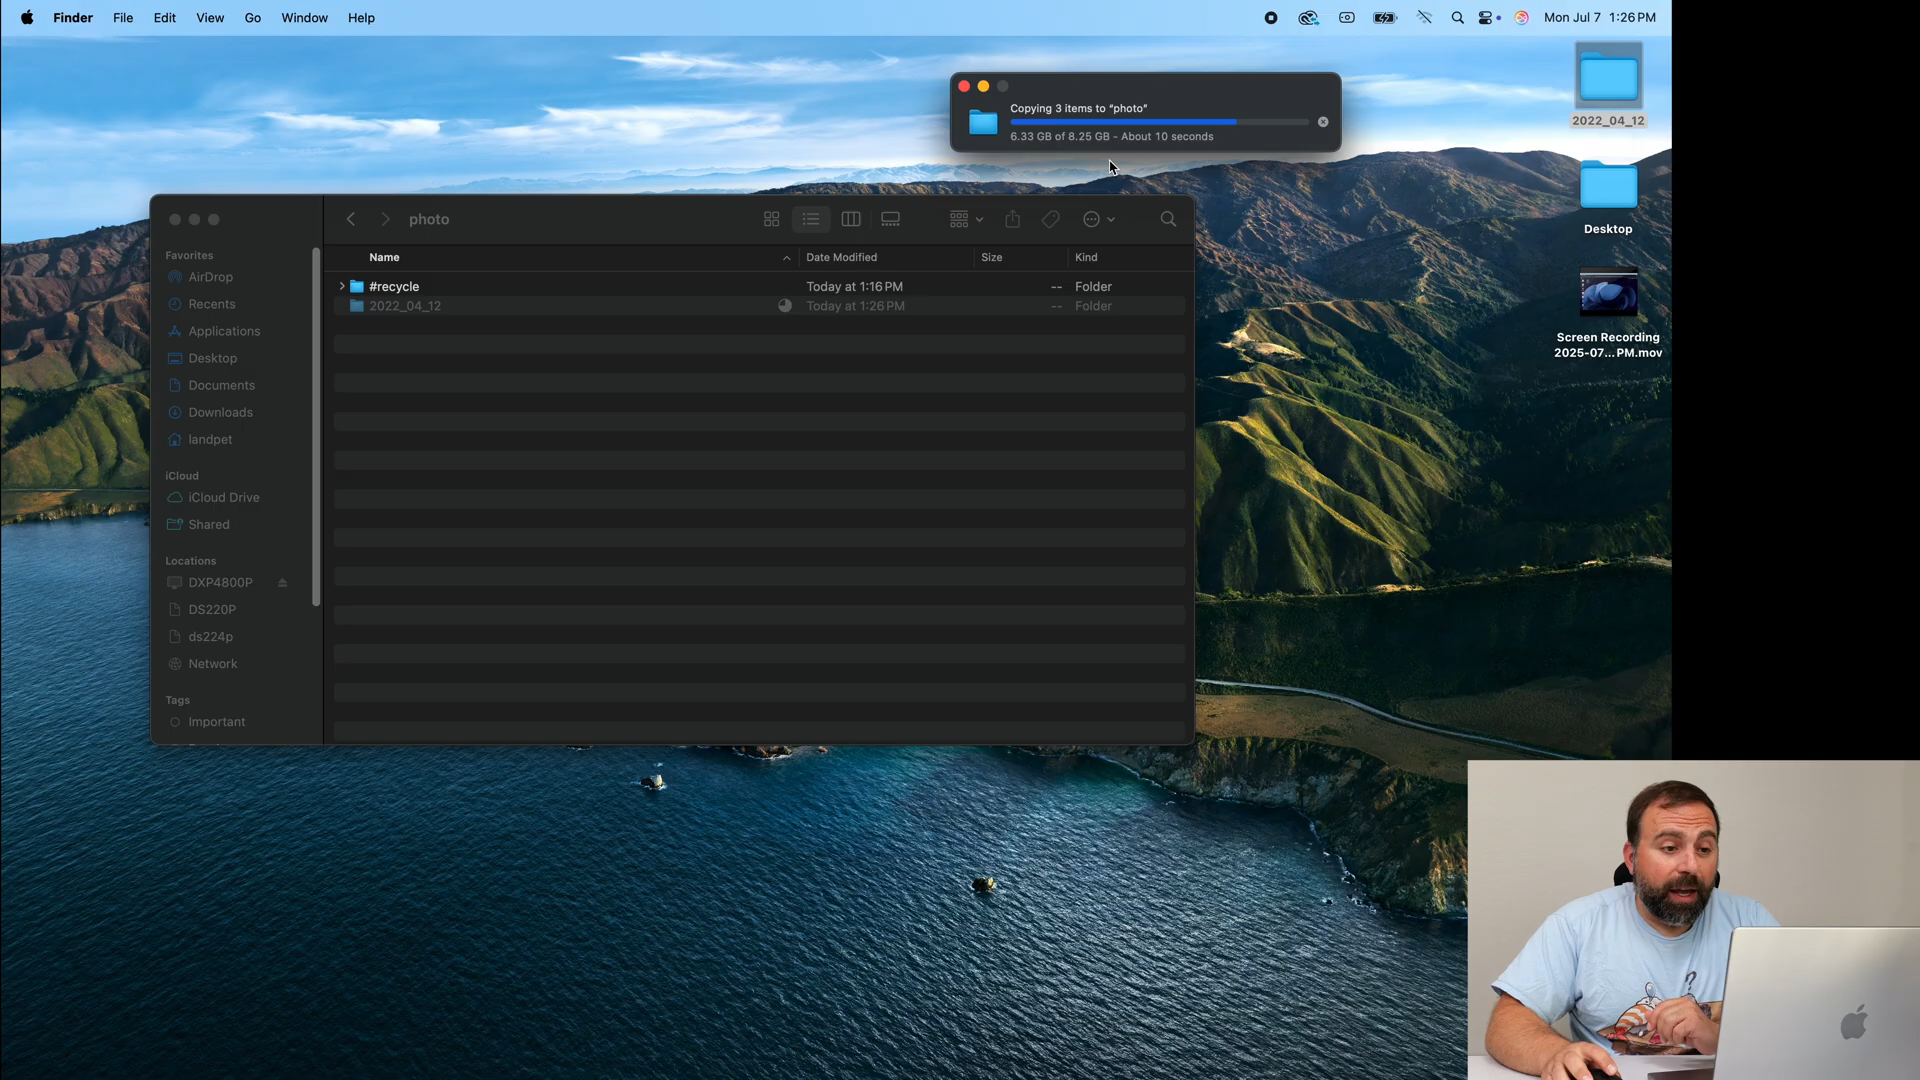 Finder File Edit View Go Window Help Mon Jul 7 1:26 PM
Copying 3 items to “photo”
6.33 GB of 8.25 GB - About 10 seconds
2022_04_12
Desktop
Screen Recording
2025-07...PM.mov
photo
Favorites
AirDrop
Recents
Applications
Desktop
Documents
Downloads
landpet
iCloud
iCloud Drive
Shared
Locations
DXP4800P
DS220P
ds224p
Network
Tags
Important
Name Date Modified Size Kind
#recycle Today at 1:16 PM -- Folder
2022_04_12 Today at 1:26 PM -- Folder
?